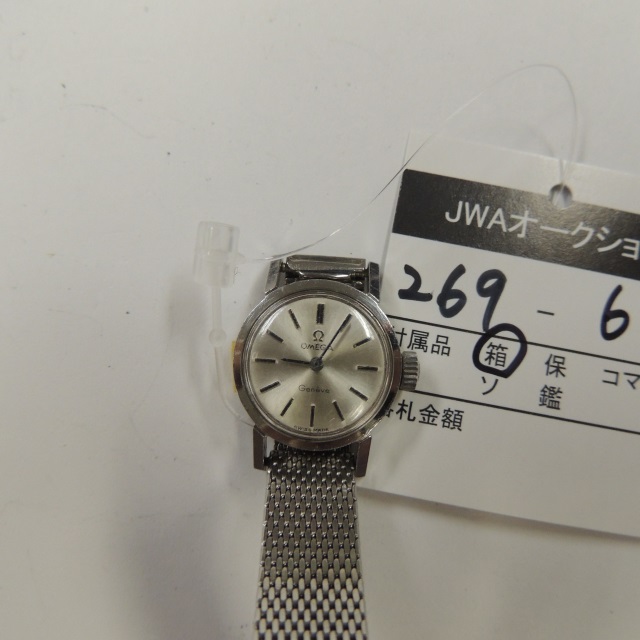 JWAオークショ
269 - 6
付属品 箱 保 コマ
ソ 鑑
札金額
Ω
OMEGA
Genève